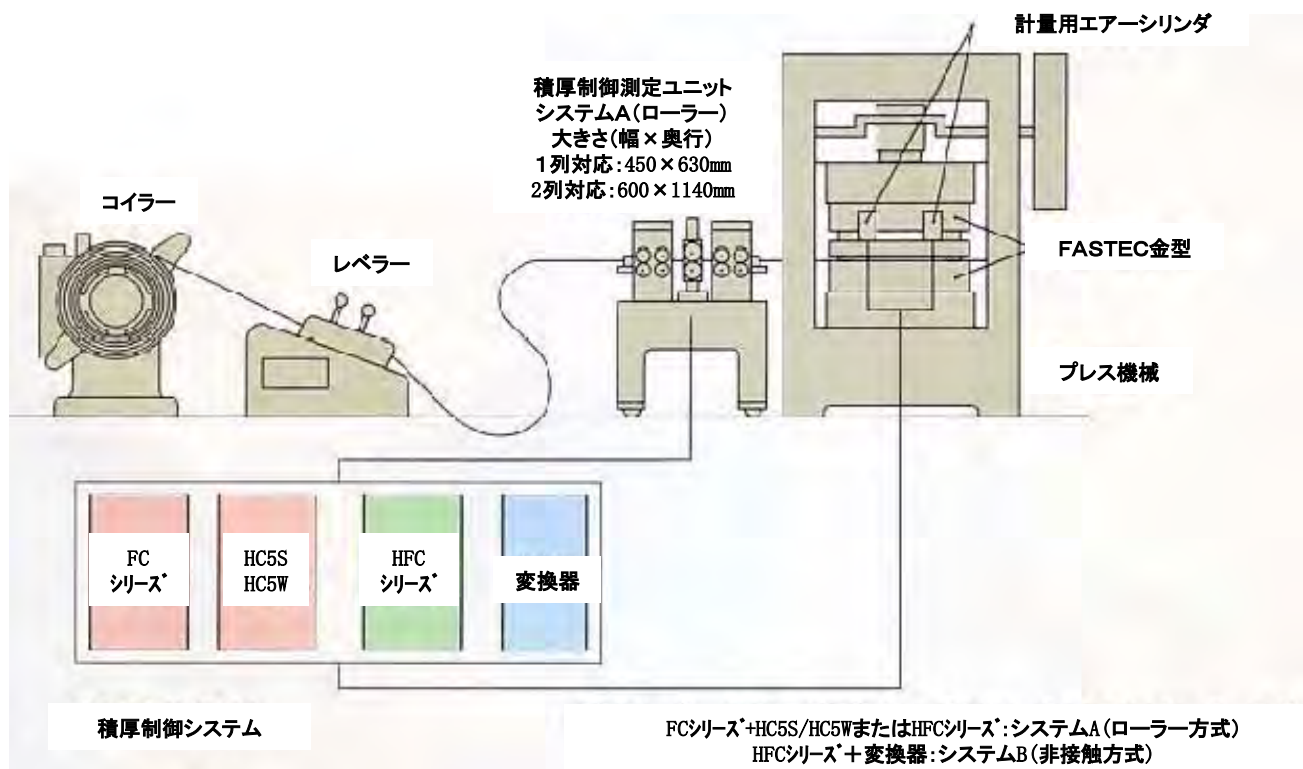 計量用エアーシリンダ
積厚制御測定ユニット
システムA(ローラー)
大きさ(幅×奥行)
1列対応:450×630㎜
2列対応:600×1140㎜
コイラー
レベラー
FASTEC金型
プレス機械
FC
シリーズ
HC5S
HC5W
HFC
シリーズ
変換器
積厚制御システム
FCシリーズ+HC5S/HC5WまたはHFCシリーズ:システムA(ローラー方式)
HFCシリーズ+変換器:システムB(非接触方式)